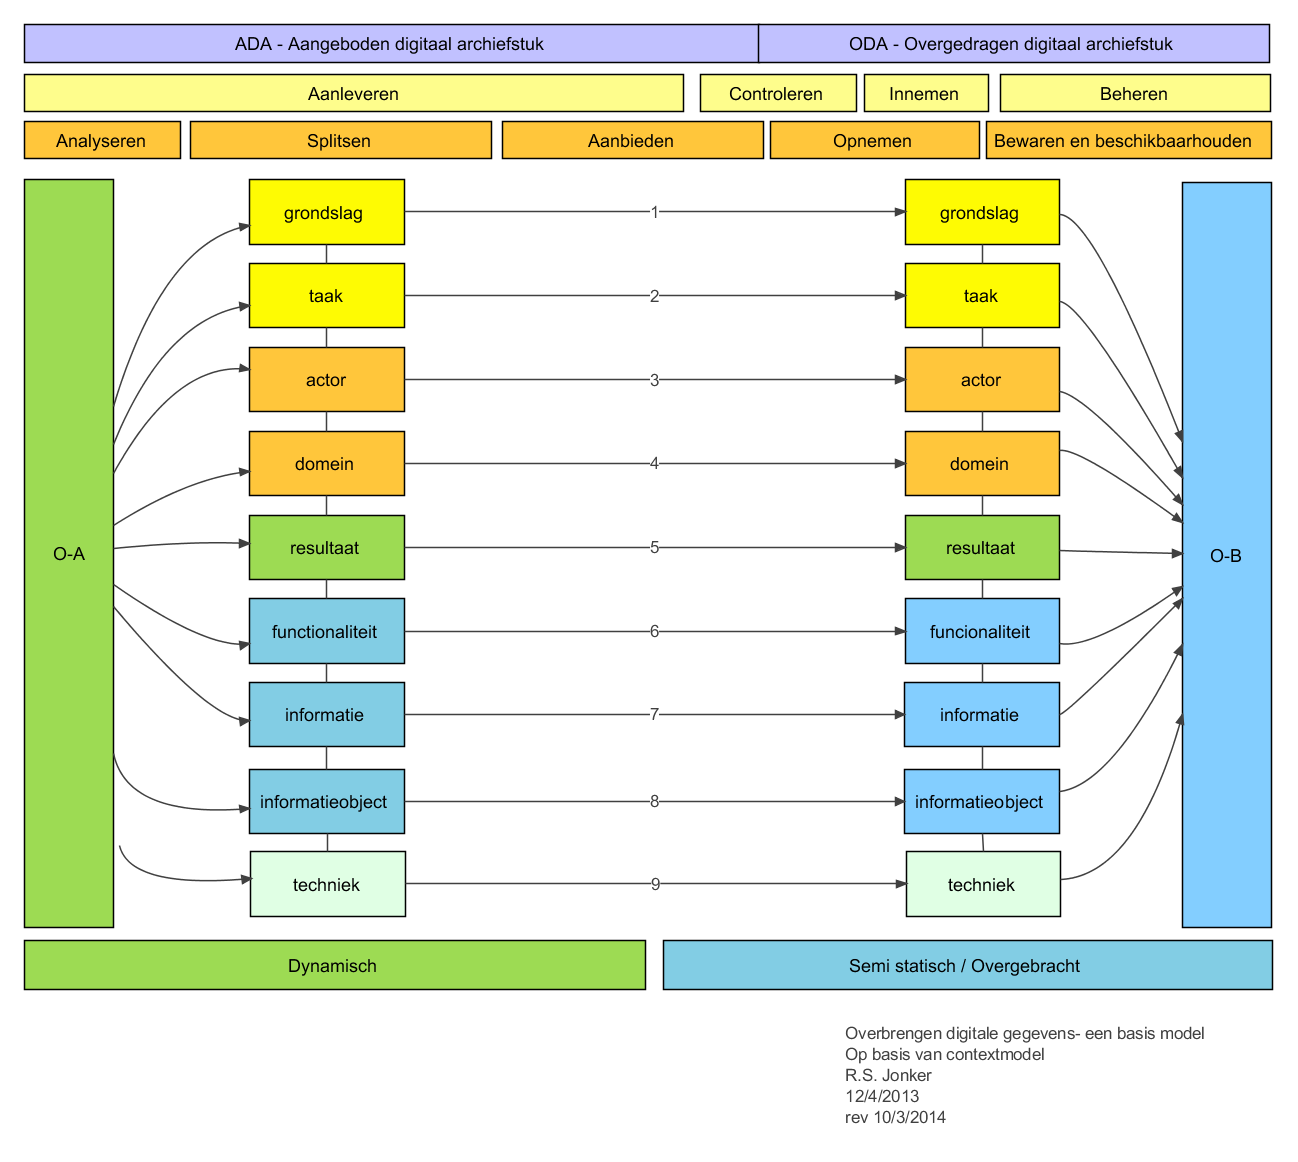 ADA - Aangeboden digitaal archiefstuk
ODA - Overgedragen digitaal archiefstuk
Aanleveren
Controleren
Innemen
Beheren
Analyseren
Splitsen
Aanbieden
Opnemen
Bewaren en beschikbaarhouden
O-A
grondslag
1
grondslag
taak
2
taak
actor
3
actor
domein
4
domein
resultaat
5
resultaat
O-B
functionaliteit
6
funcionaliteit
informatie
7
informatie
informatieobject
8
informatieobject
techniek
9
techniek
Dynamisch
Semi statisch / Overgebracht
Overbrengen digitale gegevens- een basis model
Op basis van contextmodel
R.S. Jonker
12/4/2013
rev 10/3/2014